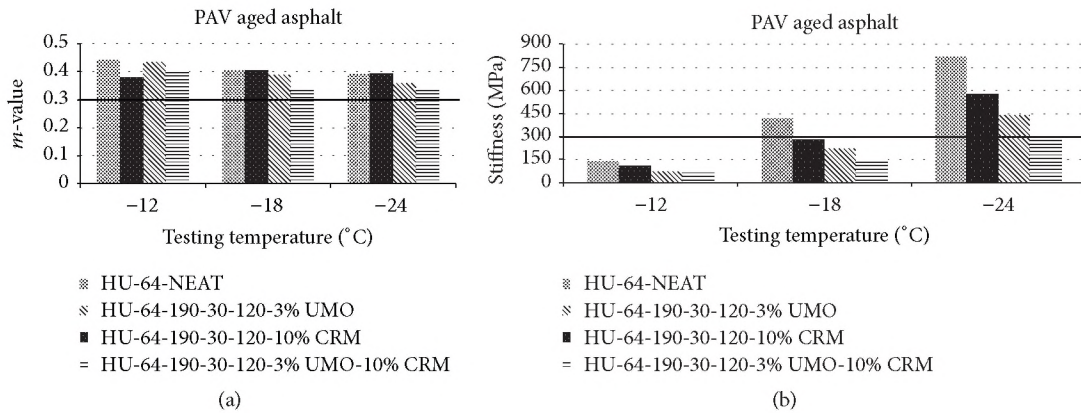 PAV aged asphalt
m-value
0.5
0.4
0.3
0.2
0.1
0
−12
−18
−24
Testing temperature (°C)
HU-64-NEAT
HU-64-190-30-120-3% UMO
HU-64-190-30-120-10% CRM
HU-64-190-30-120-3% UMO-10% CRM
(a)
PAV aged asphalt
Stiffness (MPa)
900
750
600
450
300
150
0
−12
−18
−24
Testing temperature (°C)
HU-64-NEAT
HU-64-190-30-120-3% UMO
HU-64-190-30-120-10% CRM
HU-64-190-30-120-3% UMO-10% CRM
(b)